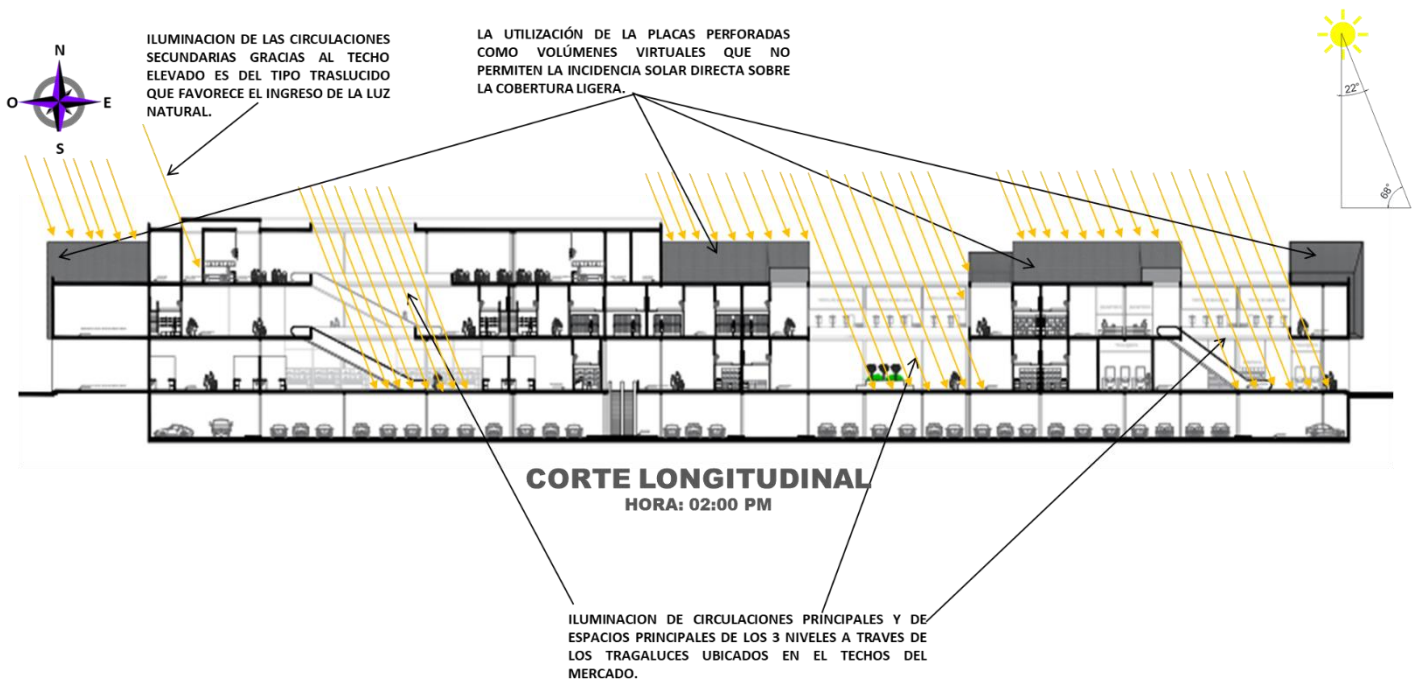 ILUMINACION DE LAS CIRCULACIONES
SECUNDARIAS GRACIAS AL TECHO
ELEVADO ES DEL TIPO TRASLUCIDO
QUE FAVORECE EL INGRESO DE LA LUZ
NATURAL.
LA UTILIZACIÓN DE LA PLACAS PERFORADAS
COMO VOLÚMENES VIRTUALES QUE NO
PERMITEN LA INCIDENCIA SOLAR DIRECTA SOBRE
LA COBERTURA LIGERA.
N
O
E
S
22°
68°
CORTE LONGITUDINAL
HORA: 02:00 PM
ILUMINACION DE CIRCULACIONES PRINCIPALES Y DE
ESPACIOS PRINCIPALES DE LOS 3 NIVELES A TRAVES DE
LOS TRAGALUCES UBICADOS EN EL TECHOS DEL
MERCADO.